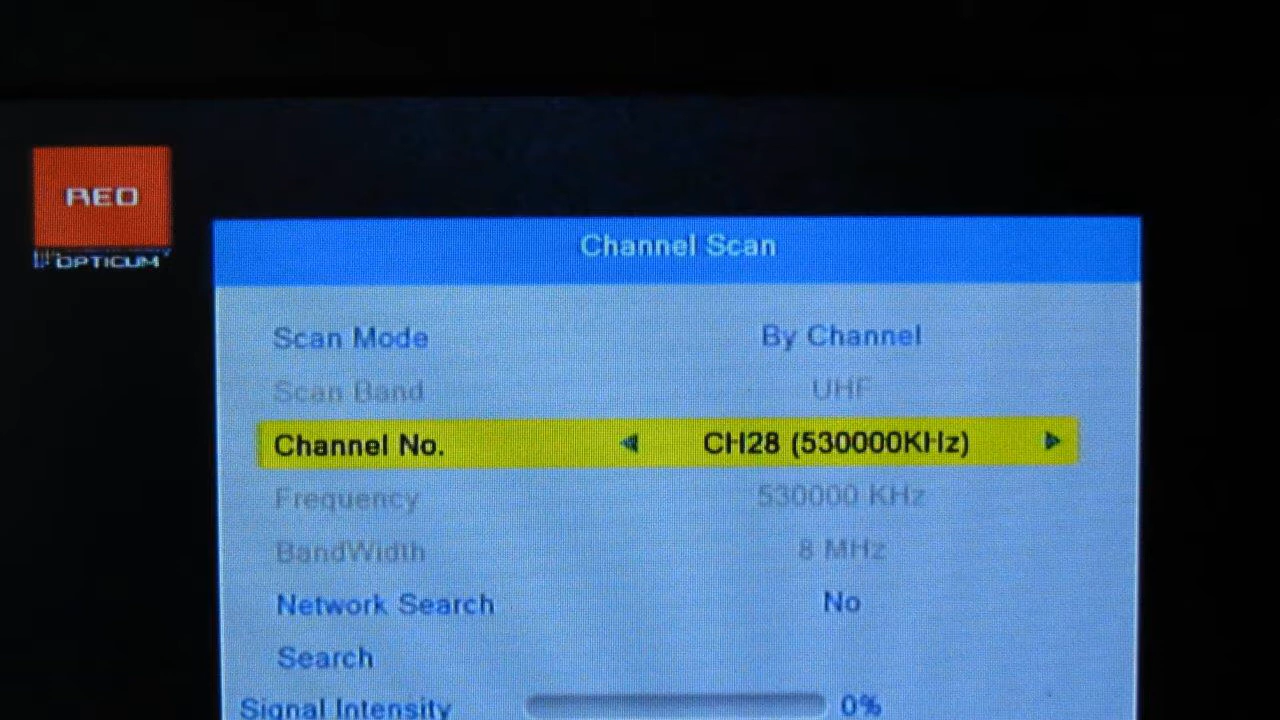 RED
OPTICUM
Channel Scan
Scan Mode By Channel
Scan Band UHF
Channel No. CH28 (530000KHz)
Frequency 530000 KHz
BandWidth 8 MHz
Network Search No
Search
Signal Intensity 0%